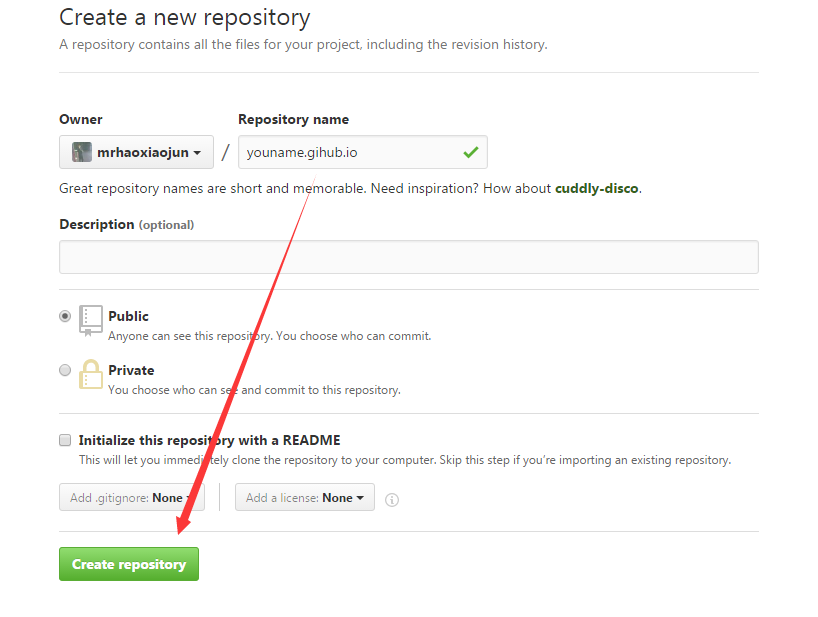 Create a new repository
A repository contains all the files for your project, including the revision history.
Owner Repository name
mrhaoxiaojun / youname.gihub.io
Great repository names are short and memorable. Need inspiration? How about cuddly-disco.
Description (optional)
Public
Anyone can see this repository. You choose who can commit.
Private
You choose who can see and commit to this repository.
Initialize this repository with a README
This will let you immediately clone the repository to your computer. Skip this step if you're importing an existing repository.
Add .gitignore: None Add a license: None
Create repository